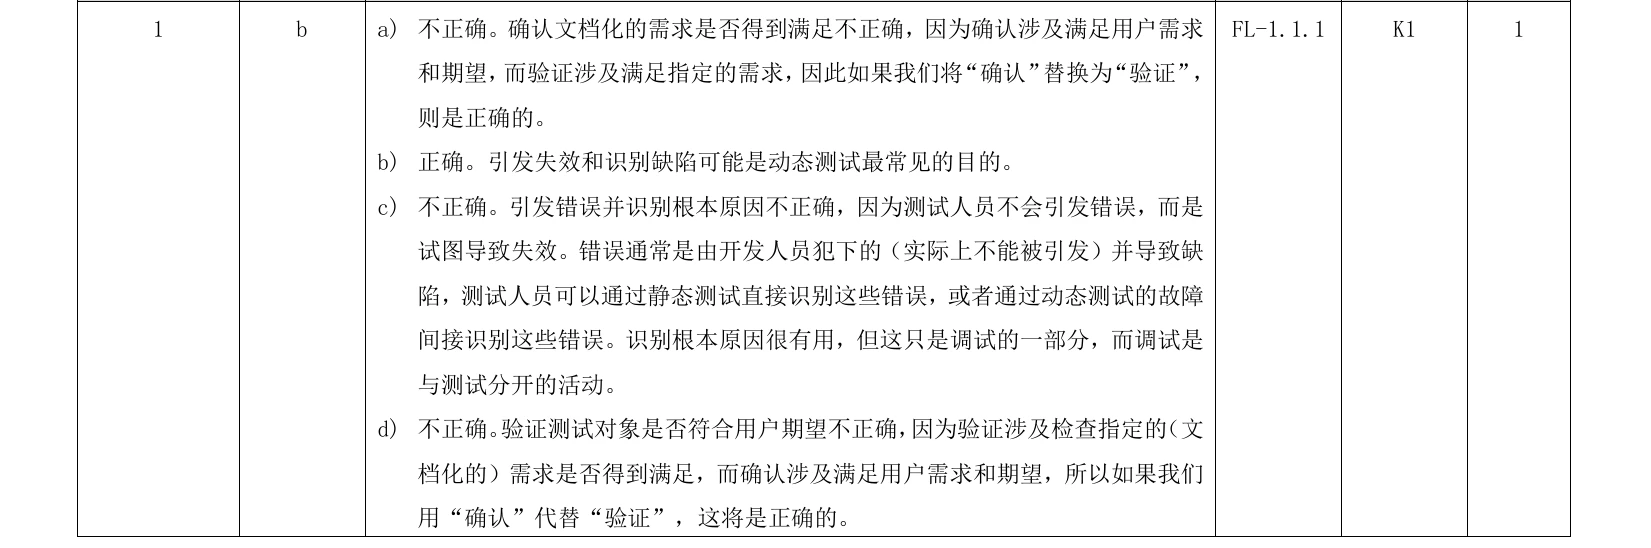 1 b a) 不正确。确认文档化的需求是否得到满足不正确，因为确认涉及满足用户需求 FL-1.1.1 K1 1
和期望，而验证涉及满足指定的需求，因此如果我们将“确认”替换为“验证”，
则是正确的。
b) 正确。引发失效和识别缺陷可能是动态测试最常见的目的。
c) 不正确。引发错误并识别根本原因不正确，因为测试人员不会引发错误，而是
试图导致失效。错误通常是由开发人员犯下的（实际上不能被引发）并导致缺
陷，测试人员可以通过静态测试直接识别这些错误，或者通过动态测试的故障
间接识别这些错误。识别根本原因很有用，但这只是调试的一部分，而调试是
与测试分开的活动。
d) 不正确。验证测试对象是否符合用户期望不正确，因为验证涉及检查指定的（文
档化的）需求是否得到满足，而确认涉及满足用户需求和期望，所以如果我们
用“确认”代替“验证”，这将是正确的。